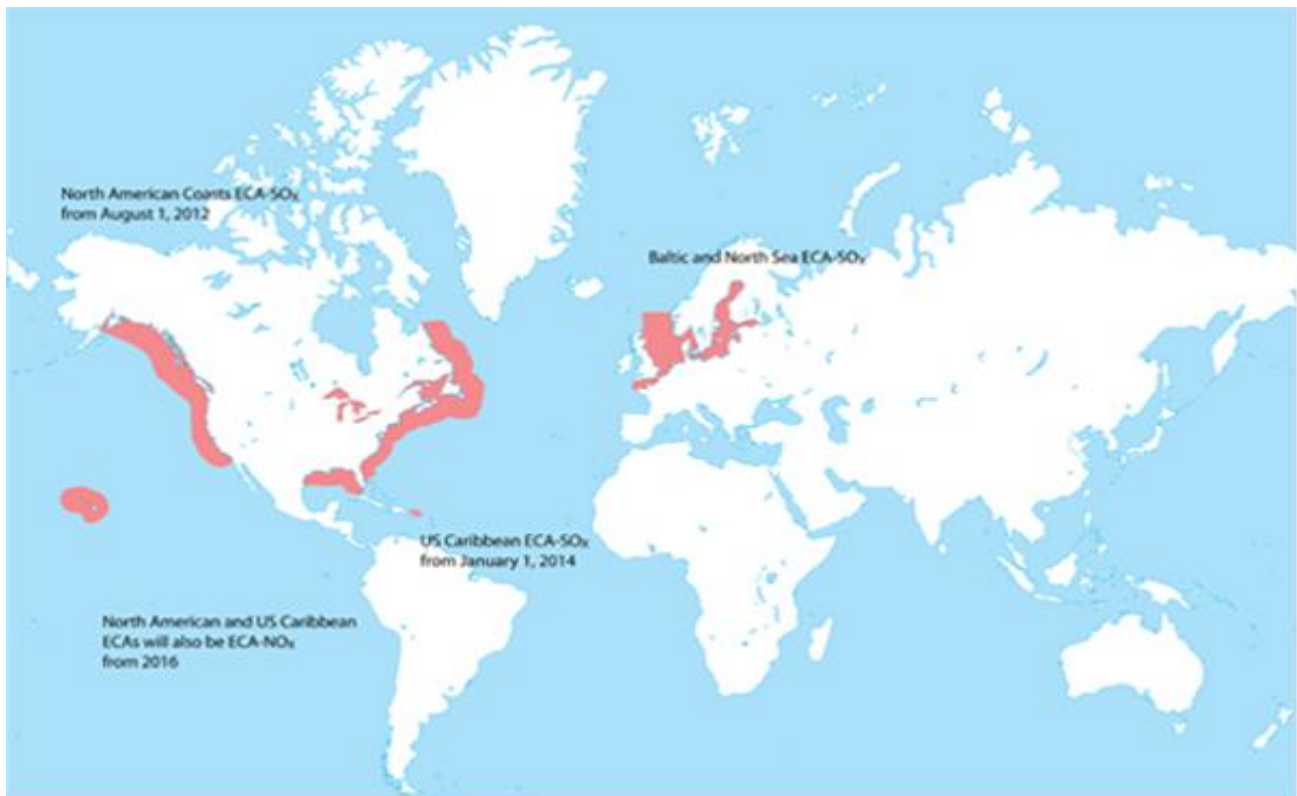 North American Coasts ECA-SOx
from August 1, 2012
Baltic and North Sea ECA-SOx
US Caribbean ECA-SOx
from January 1, 2014
North American and US Caribbean
ECAs will also be ECA-NOx
from 2016